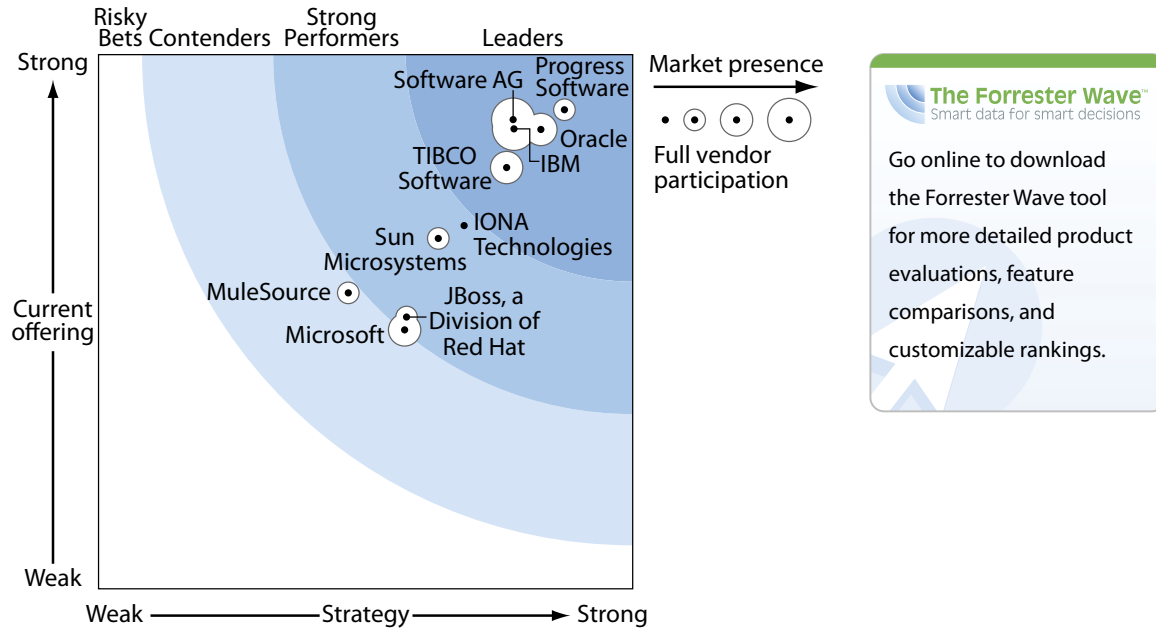 Risky
Bets
Contenders
Strong
Performers
Leaders
Strong
Current
offering
Weak
Software AG
Progress
Software
Oracle
IBM
TIBCO
Software
IONA
Technologies
Sun
Microsystems
MuleSource
JBoss, a
Division of
Red Hat
Microsoft
Weak
Strategy
Strong
Market presence
Full vendor
participation
The Forrester Wave™
Smart data for smart decisions
Go online to download
the Forrester Wave tool
for more detailed product
evaluations, feature
comparisons, and
customizable rankings.